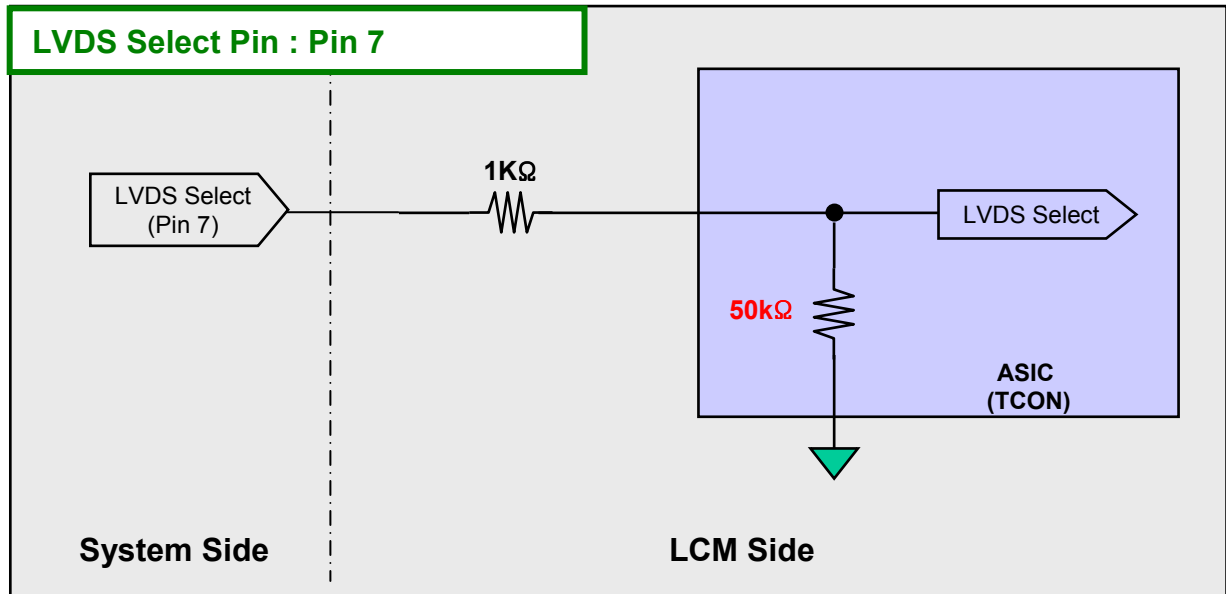 LVDS Select Pin : Pin 7
1KΩ
LVDS Select
(Pin 7)
LVDS Select
50kΩ
ASIC
(TCON)
System Side
LCM Side